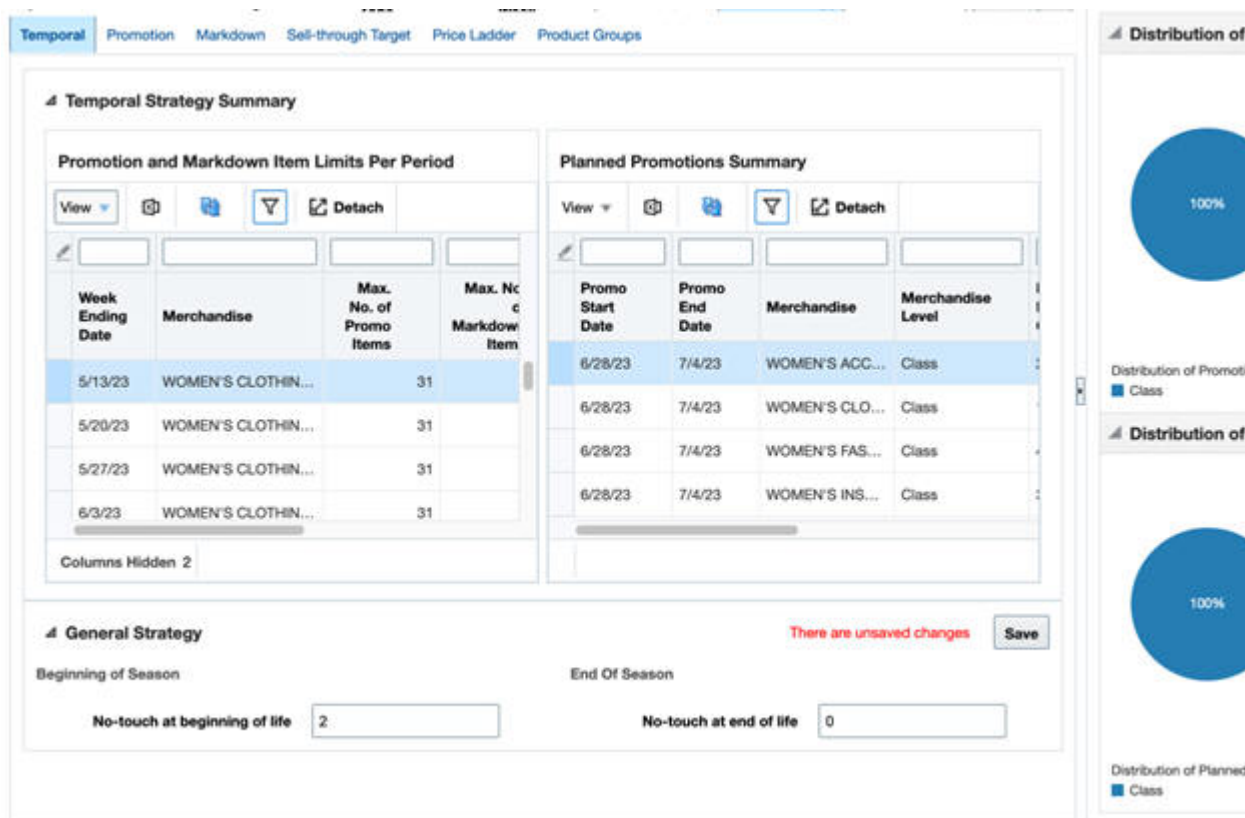 Temporal Promotion Markdown Sell-through Target Price Ladder Product Groups
Temporal Strategy Summary
Promotion and Markdown Item Limits Per Period
View Detach
Week Ending Date Merchandise Max. No. of Promo Items Max. No Markdow Item
5/13/23 WOMEN'S CLOTHIN... 31
5/20/23 WOMEN'S CLOTHIN... 31
5/27/23 WOMEN'S CLOTHIN... 31
6/3/23 WOMEN'S CLOTHIN... 31
Columns Hidden 2
Planned Promotions Summary
View Detach
Promo Start Date Promo End Date Merchandise Merchandise Level
6/28/23 7/4/23 WOMEN'S ACC... Class
6/28/23 7/4/23 WOMEN'S CLO... Class
6/28/23 7/4/23 WOMEN'S FAS... Class
6/28/23 7/4/23 WOMEN'S INS... Class
General Strategy
There are unsaved changes Save
Beginning of Season
No-touch at beginning of life 2
End Of Season
No-touch at end of life 0
Distribution of
100%
Distribution of Promoti
Class
Distribution of
100%
Distribution of Planned
Class